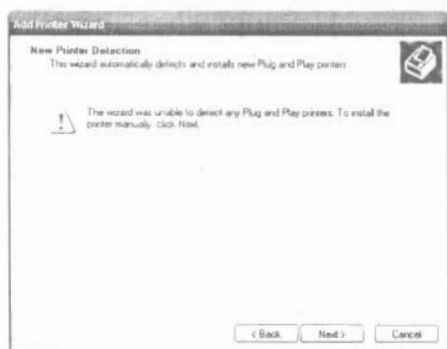 Add Printer Wizard
New Printer Detection
This wizard automatically detects and installs new Plug and Play printers
The wizard was unable to detect any Plug and Play printers. To install the
printer manually, click Next.
< Back
Next >
Cancel